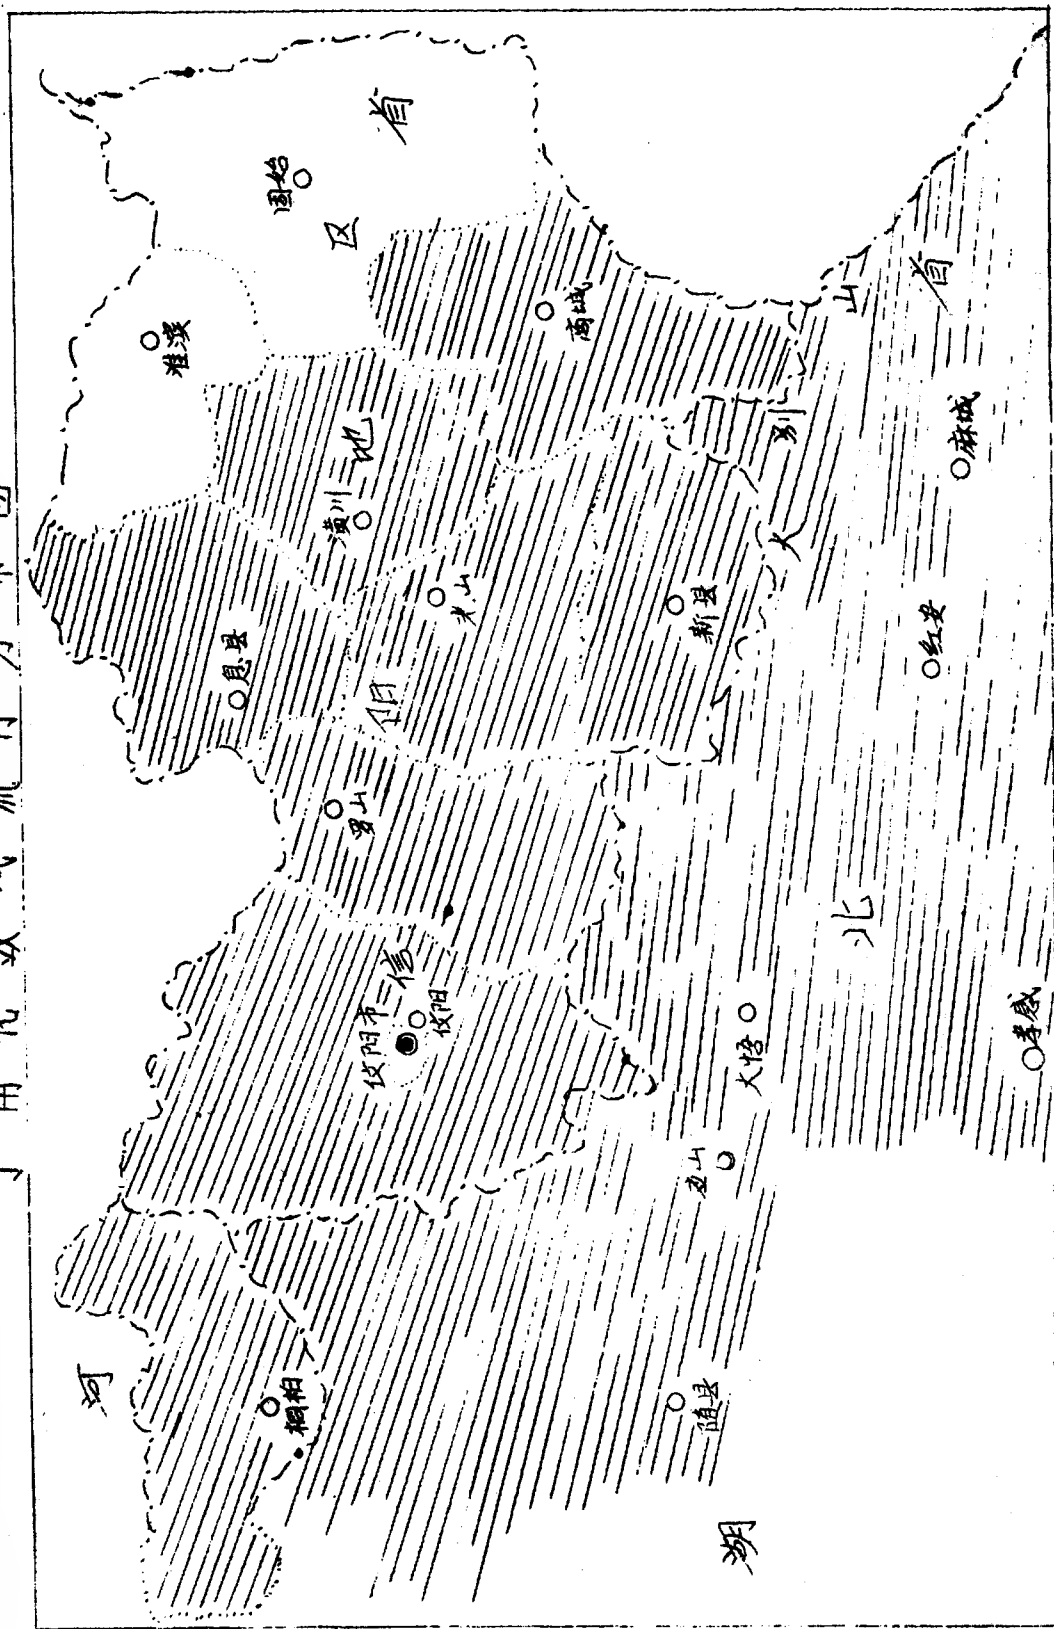 河
省
信阳地区
淮滨
固始
息县
潢川
罗山
光山
商城
伩阳市
伩阳
桐柏
新县
大别山
随县
应山
大悟
红安
麻城
孝感
湖北省